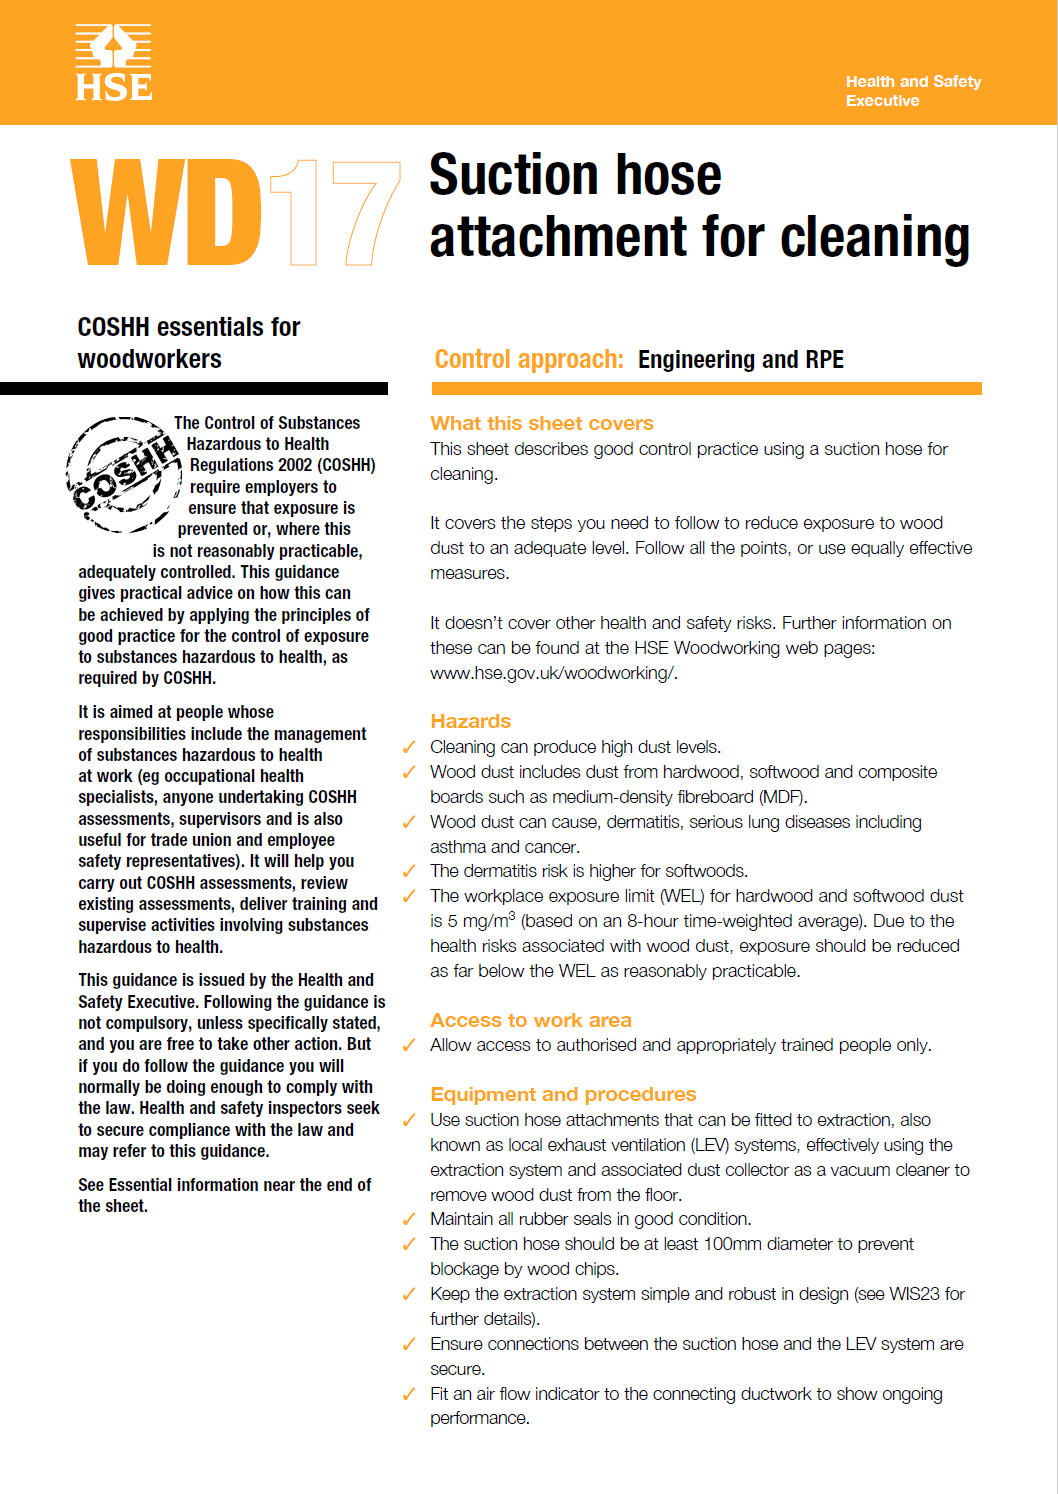 HSE
Health and Safety
Executive
WD17
Suction hose
attachment for cleaning
COSHH essentials for
woodworkers
Control approach: Engineering and RPE
COSHH
The Control of Substances
Hazardous to Health
Regulations 2002 (COSHH)
require employers to
ensure that exposure is
prevented or, where this
is not reasonably practicable,
adequately controlled. This guidance
gives practical advice on how this can
be achieved by applying the principles of
good practice for the control of exposure
to substances hazardous to health, as
required by COSHH.
It is aimed at people whose
responsibilities include the management
of substances hazardous to health
at work (eg occupational health
specialists, anyone undertaking COSHH
assessments, supervisors and is also
useful for trade union and employee
safety representatives). It will help you
carry out COSHH assessments, review
existing assessments, deliver training and
supervise activities involving substances
hazardous to health.
This guidance is issued by the Health and
Safety Executive. Following the guidance is
not compulsory, unless specifically stated,
and you are free to take other action. But
if you do follow the guidance you will
normally be doing enough to comply with
the law. Health and safety inspectors seek
to secure compliance with the law and
may refer to this guidance.
See Essential information near the end of
the sheet.
What this sheet covers
This sheet describes good control practice using a suction hose for
cleaning.
It covers the steps you need to follow to reduce exposure to wood
dust to an adequate level. Follow all the points, or use equally effective
measures.
It doesn't cover other health and safety risks. Further information on
these can be found at the HSE Woodworking web pages:
www.hse.gov.uk/woodworking/.
Hazards
✓ Cleaning can produce high dust levels.
✓ Wood dust includes dust from hardwood, softwood and composite
boards such as medium-density fibreboard (MDF).
✓ Wood dust can cause, dermatitis, serious lung diseases including
asthma and cancer.
✓ The dermatitis risk is higher for softwoods.
✓ The workplace exposure limit (WEL) for hardwood and softwood dust
is 5 mg/m³ (based on an 8-hour time-weighted average). Due to the
health risks associated with wood dust, exposure should be reduced
as far below the WEL as reasonably practicable.
Access to work area
✓ Allow access to authorised and appropriately trained people only.
Equipment and procedures
✓ Use suction hose attachments that can be fitted to extraction, also
known as local exhaust ventilation (LEV) systems, effectively using the
extraction system and associated dust collector as a vacuum cleaner to
remove wood dust from the floor.
✓ Maintain all rubber seals in good condition.
✓ The suction hose should be at least 100mm diameter to prevent
blockage by wood chips.
✓ Keep the extraction system simple and robust in design (see WIS23 for
further details).
✓ Ensure connections between the suction hose and the LEV system are
secure.
✓ Fit an air flow indicator to the connecting ductwork to show ongoing
performance.